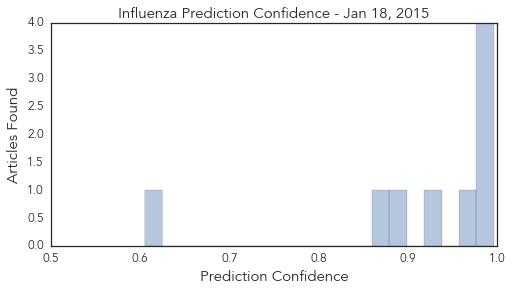 Influenza Prediction Confidence - Jan 18, 2015
4.0
3.5
3.0
2.5
2.0
1.5
1.0
0.5
0.0
Articles Found
0.5 0.6 0.7 0.8 0.9 1.0
Prediction Confidence